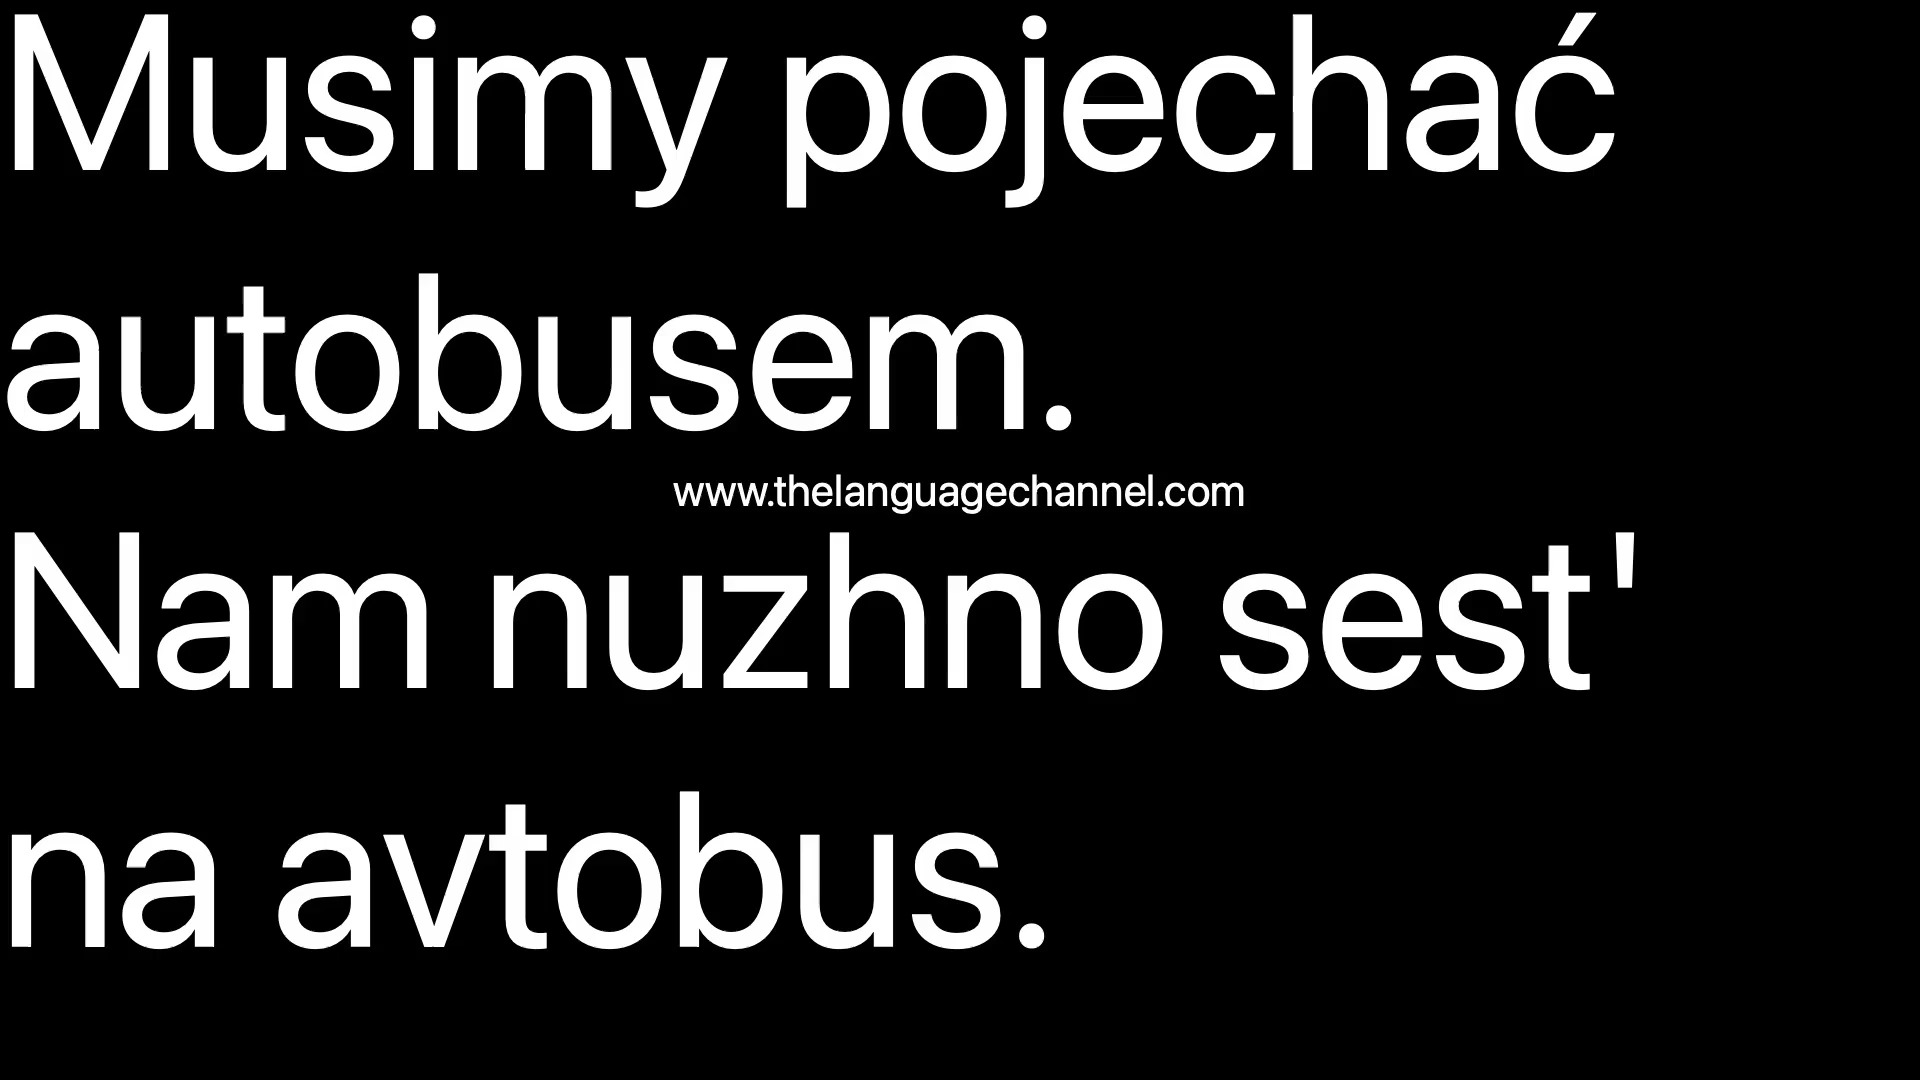 Musimy pojechać
autobusem.
www.thelanguagechannel.com
Nam nuzhno sest'
na avtobus.